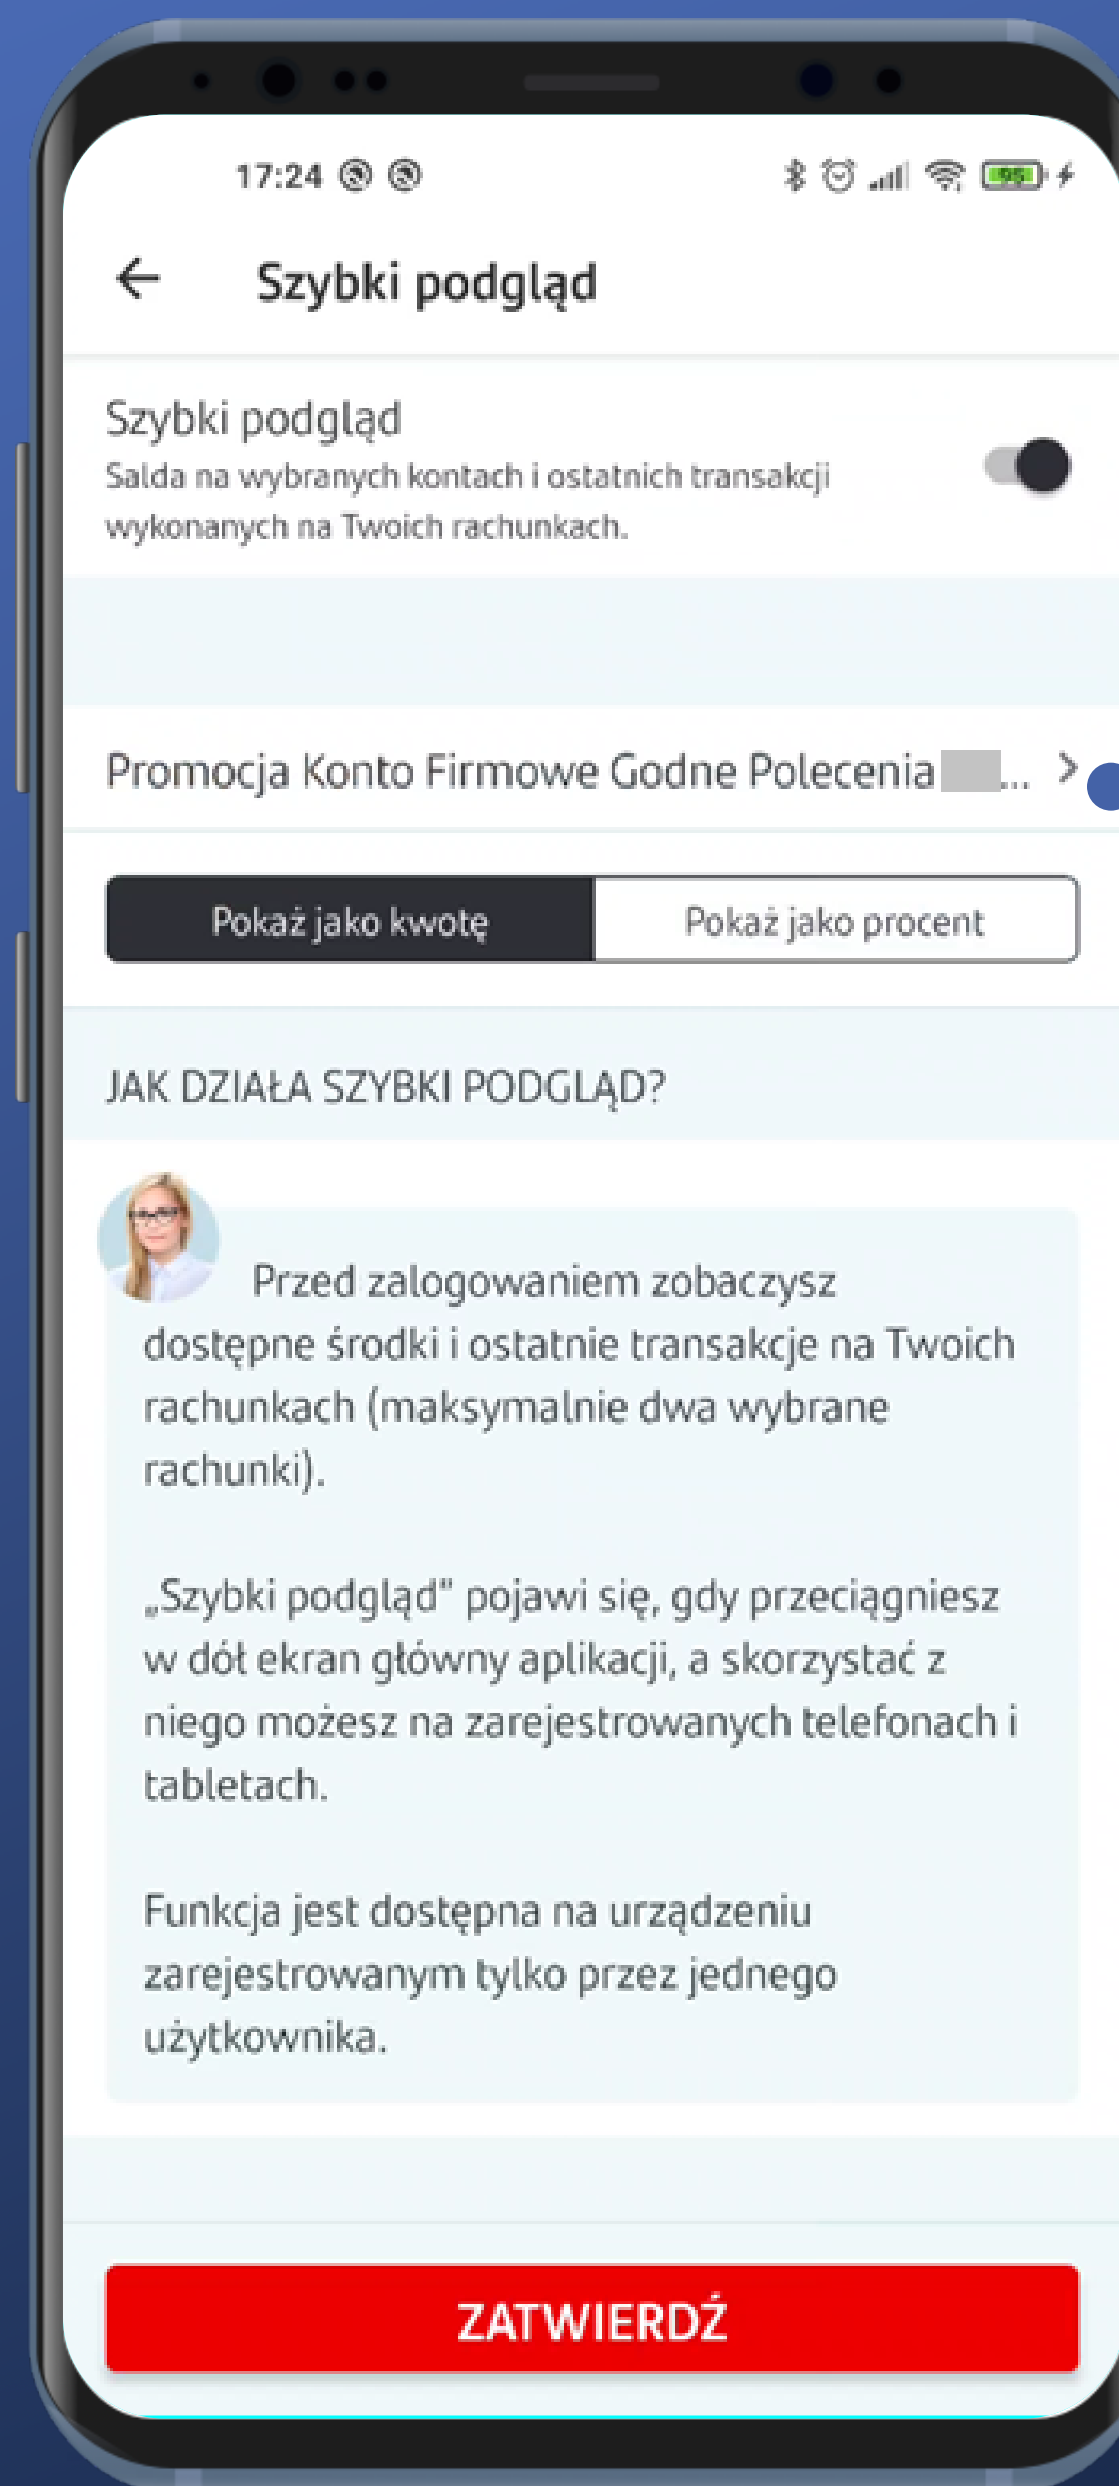 17:24
95
Szybki podgląd
Szybki podgląd
Salda na wybranych kontach i ostatnich transakcji
wykonanych na Twoich rachunkach.
Promocja Konto Firmowe Godne Polecenia ...
Pokaż jako kwotę
Pokaż jako procent
JAK DZIAŁA SZYBKI PODGLĄD?
Przed zalogowaniem zobaczysz
dostępne środki i ostatnie transakcje na Twoich
rachunkach (maksymalnie dwa wybrane
rachunki).
„Szybki podgląd" pojawi się, gdy przeciągniesz
w dół ekran główny aplikacji, a skorzystać z
niego możesz na zarejestrowanych telefonach i
tabletach.
Funkcja jest dostępna na urządzeniu
zarejestrowanym tylko przez jednego
użytkownika.
ZATWIERDŹ